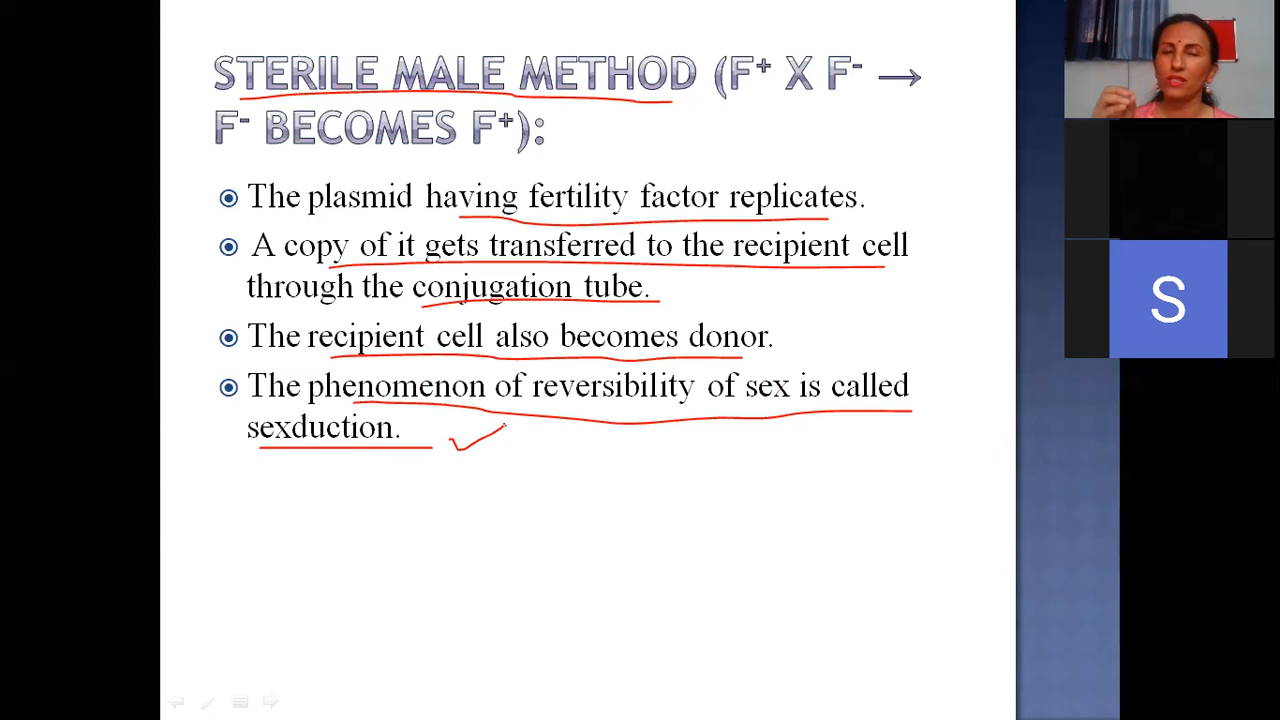 STERILE MALE METHOD (F⁺ X F⁻ →
F⁻ BECOMES F⁺):
The plasmid having fertility factor replicates.
A copy of it gets transferred to the recipient cell
through the conjugation tube.
The recipient cell also becomes donor.
The phenomenon of reversibility of sex is called
sexduction.
S